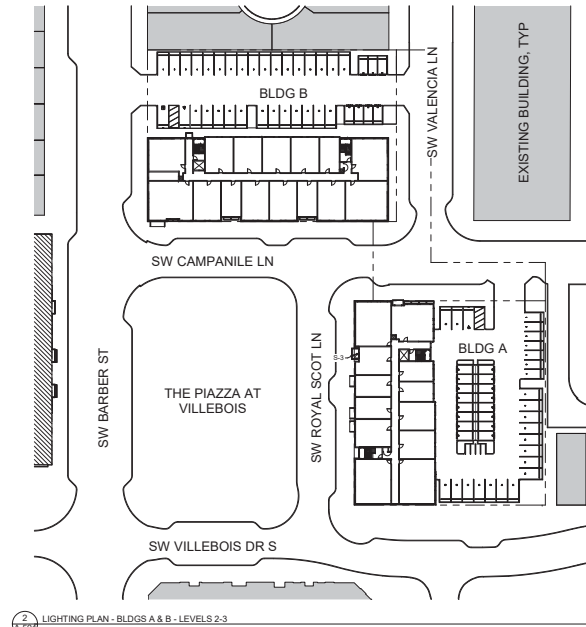 BLDG B
SW VALENCIA LN
EXISTING BUILDING, TYP
SW CAMPANILE LN
S-3
BLDG A
SW BARBER ST
THE PIAZZA AT
VILLEBOIS
SW ROYAL SCOT LN
SW VILLEBOIS DR S
2
LIGHTING PLAN - BLDGS A & B - LEVELS 2-3